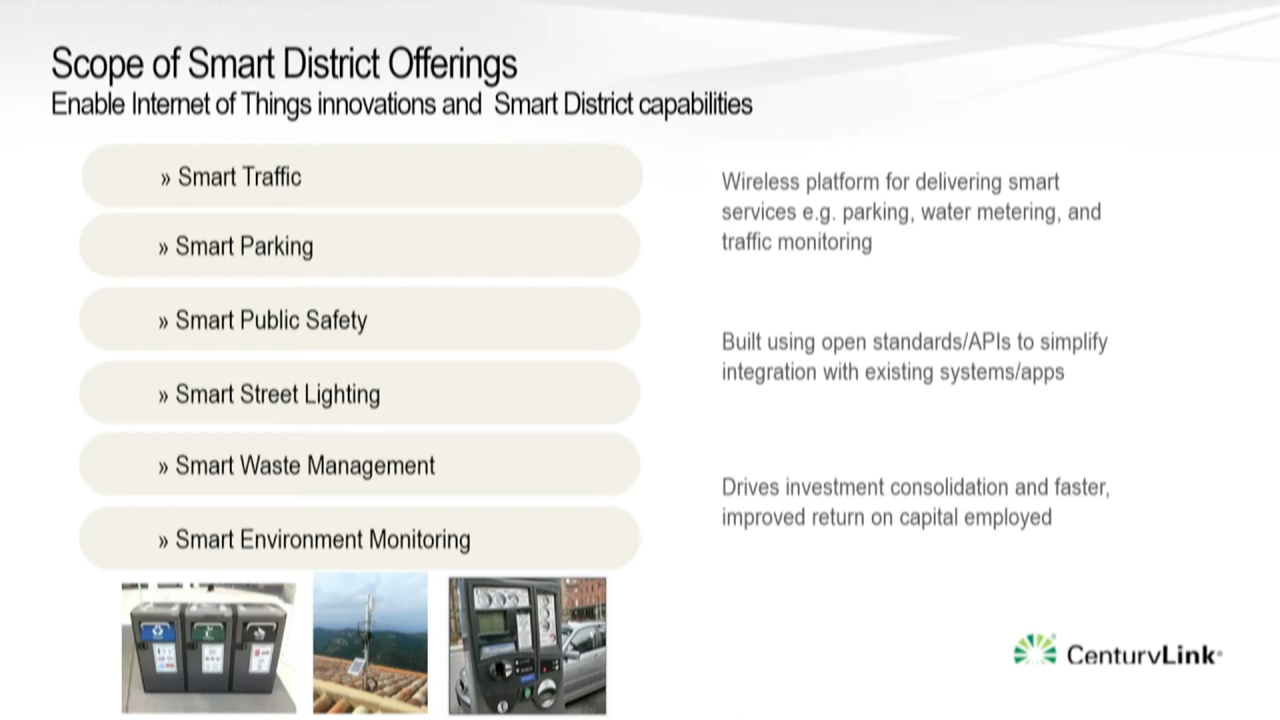 Scope of Smart District Offerings
Enable Internet of Things innovations and Smart District capabilities
» Smart Traffic
» Smart Parking
» Smart Public Safety
» Smart Street Lighting
» Smart Waste Management
» Smart Environment Monitoring
Wireless platform for delivering smart
services e.g. parking, water metering, and
traffic monitoring
Built using open standards/APIs to simplify
integration with existing systems/apps
Drives investment consolidation and faster,
improved return on capital employed
CenturyLink